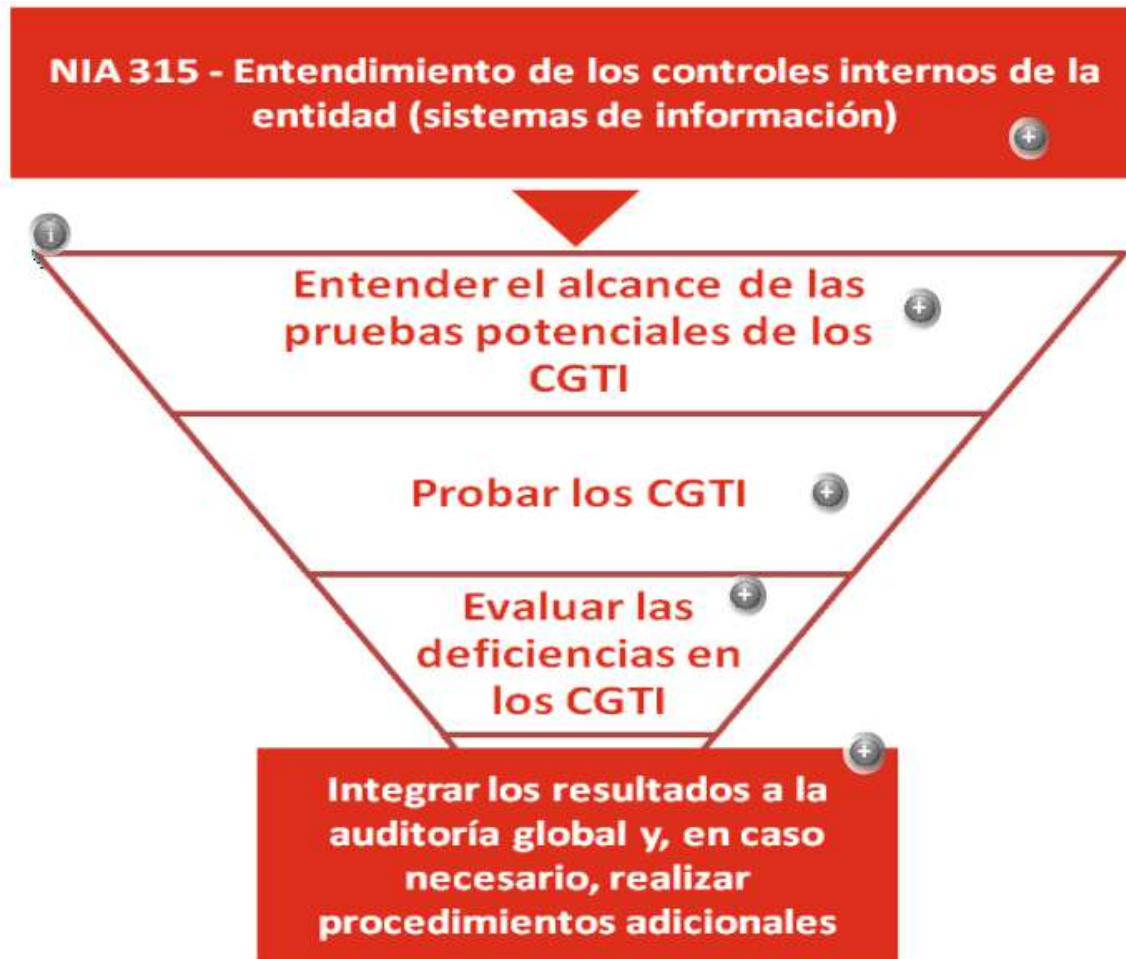 NIA 315 - Entendimiento de los controles internos de la
entidad (sistemas de información)
Entender el alcance de las
pruebas potenciales de los
CGTI
Probar los CGTI
Evaluar las
deficiencias en
los CGTI
Integrar los resultados a la
auditoría global y, en caso
necesario, realizar
procedimientos adicionales